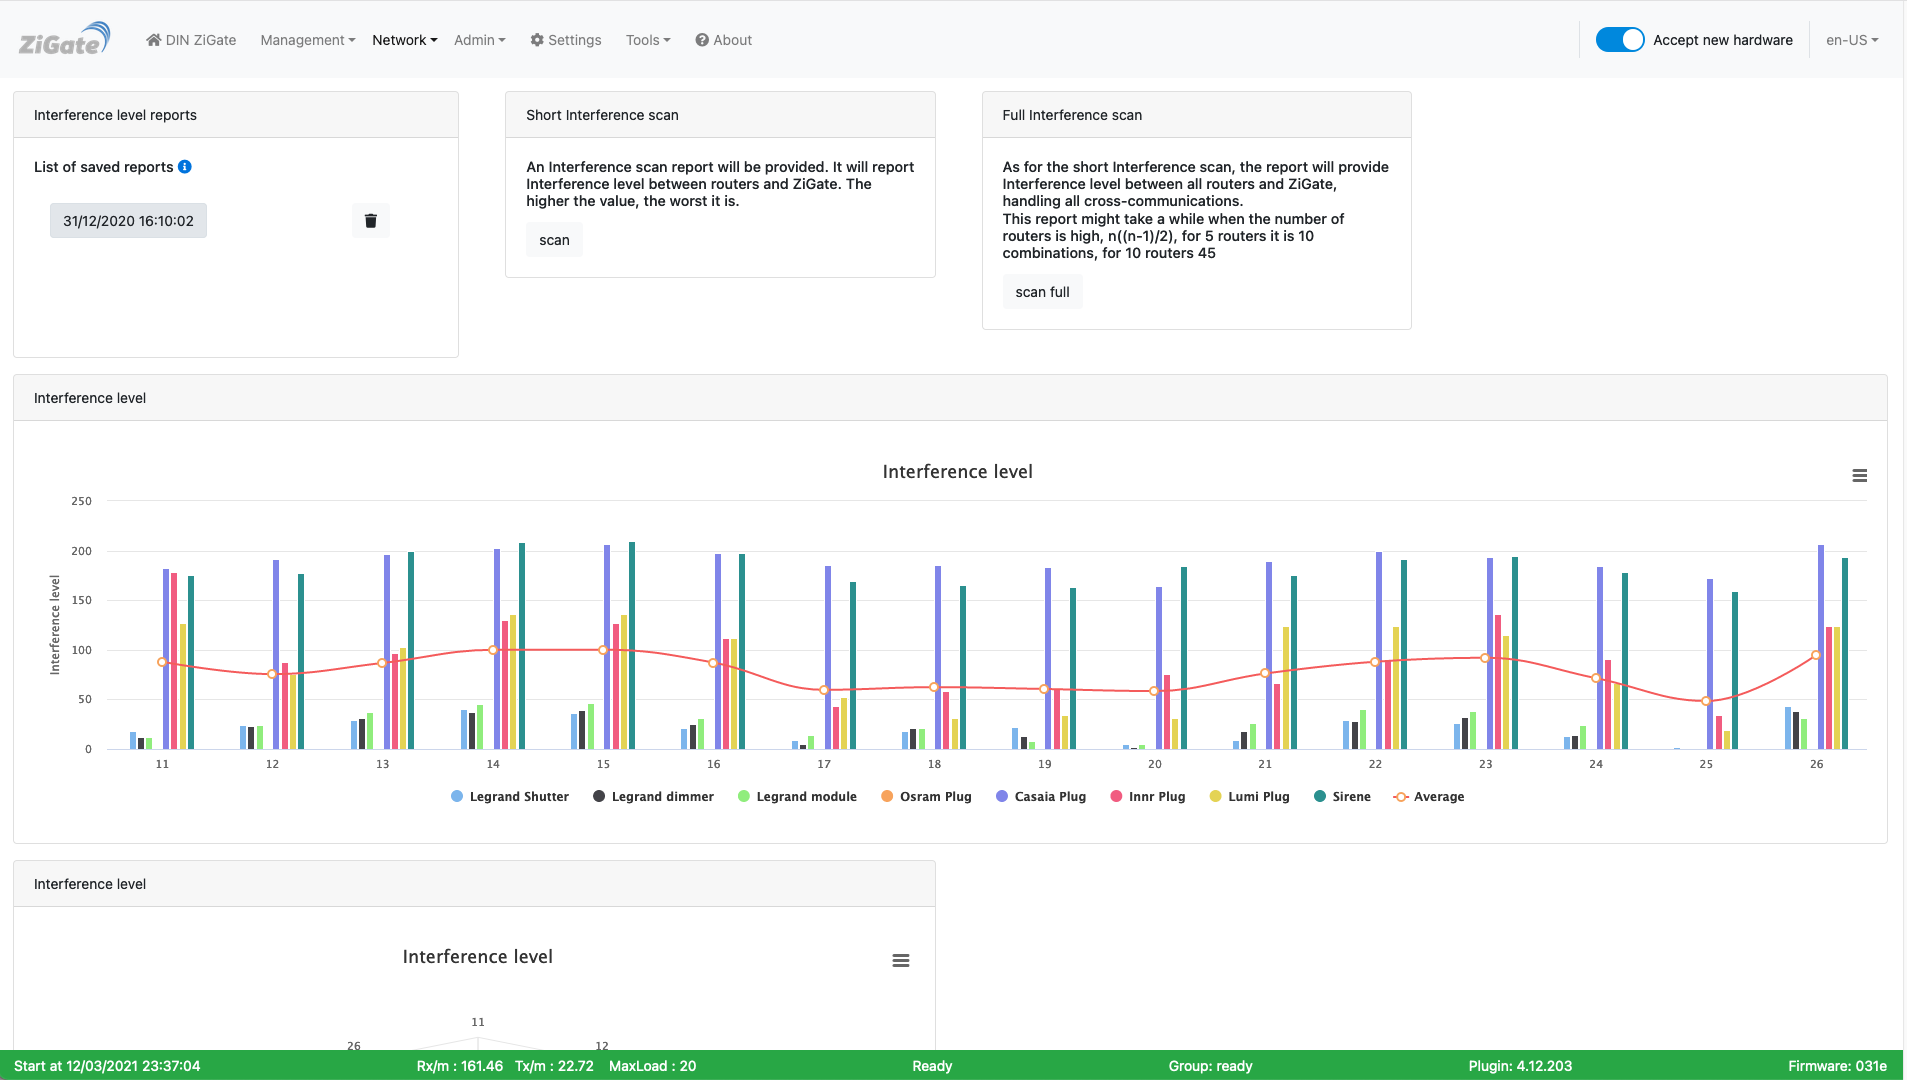 ZiGate
DIN ZiGate
Management
Network
Admin
Settings
Tools
About
Accept new hardware
en-US
Interference level reports
List of saved reports
31/12/2020 16:10:02
Short Interference scan
An Interference scan report will be provided. It will report
Interference level between routers and ZiGate. The
higher the value, the worst it is.
scan
Full Interference scan
As for the short Interference scan, the report will provide
Interference level between all routers and ZiGate,
handling all cross-communications.
This report might take a while when the number of
routers is high, n((n-1)/2), for 5 routers it is 10
combinations, for 10 routers 45
scan full
Interference level
Interference level
Interference level
250
200
150
100
50
0
11 12 13 14 15 16 17 18 19 20 21 22 23 24 25 26
Legrand Shutter
Legrand dimmer
Legrand module
Osram Plug
Casaia Plug
Innr Plug
Lumi Plug
Sirene
Average
Interference level
Interference level
11
26
12
Start at 12/03/2021 23:37:04
Rx/m : 161.46 Tx/m : 22.72 MaxLoad : 20
Ready
Group: ready
Plugin: 4.12.203
Firmware: 031e